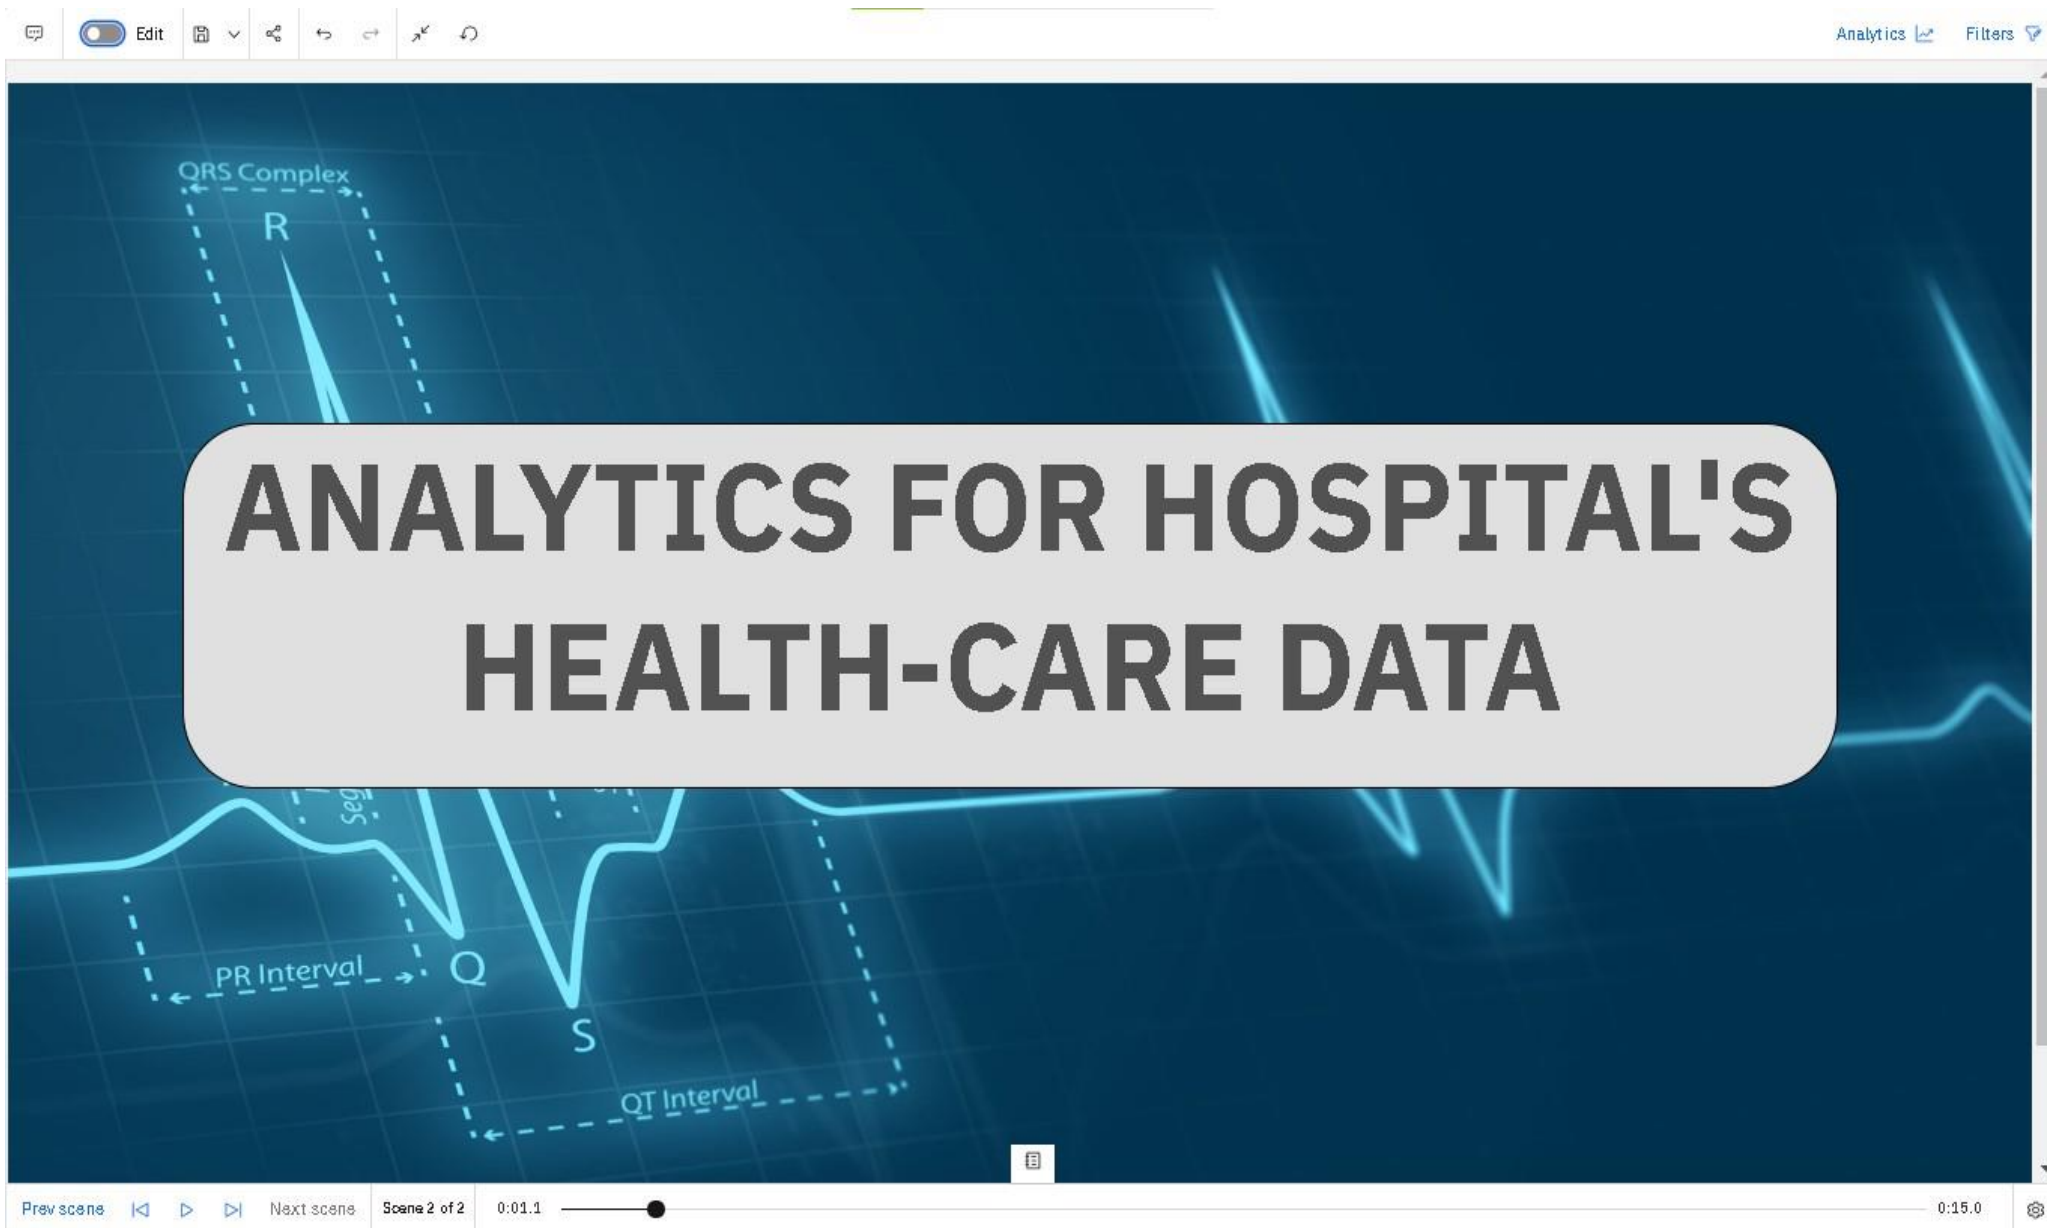 Edit
Analytics
Filters
QRS Complex
R
ANALYTICS FOR HOSPITAL'S
HEALTH-CARE DATA
Seg
PR Interval
Q
S
QT Interval
Prev scene
Next scene
Scene 2 of 2
0:01.1
0:15.0